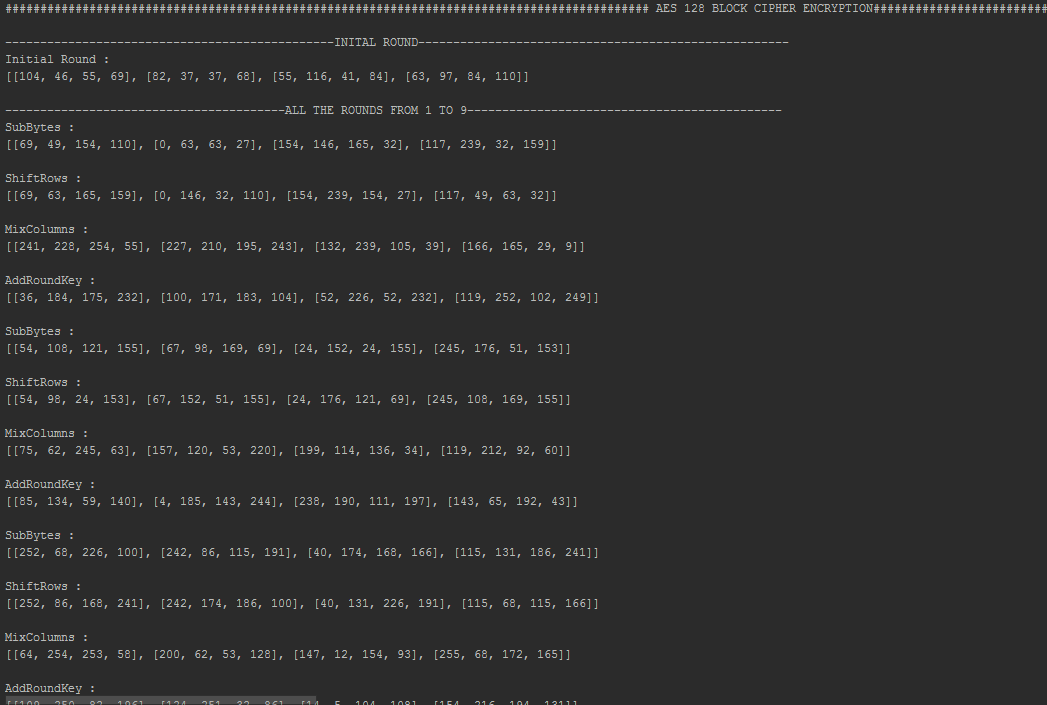 ############################################################################################ AES 128 BLOCK CIPHER ENCRYPTION#########################
-----------------------------------------------INITAL ROUND-----------------------------------------------------
Initial Round :
[[104, 46, 55, 69], [82, 37, 37, 68], [55, 116, 41, 84], [63, 97, 84, 110]]
----------------------------------------ALL THE ROUNDS FROM 1 TO 9---------------------------------------------
SubBytes :
[[69, 49, 154, 110], [0, 63, 63, 27], [154, 146, 165, 32], [117, 239, 32, 159]]
ShiftRows :
[[69, 63, 165, 159], [0, 146, 32, 110], [154, 239, 154, 27], [117, 49, 63, 32]]
MixColumns :
[[241, 228, 254, 55], [227, 210, 195, 243], [132, 239, 105, 39], [166, 165, 29, 9]]
AddRoundKey :
[[36, 184, 175, 232], [100, 171, 183, 104], [52, 226, 52, 232], [119, 252, 102, 249]]
SubBytes :
[[54, 108, 121, 155], [67, 98, 169, 69], [24, 152, 24, 155], [245, 176, 51, 153]]
ShiftRows :
[[54, 98, 24, 153], [67, 152, 51, 155], [24, 176, 121, 69], [245, 108, 169, 155]]
MixColumns :
[[75, 62, 245, 63], [157, 120, 53, 220], [199, 114, 136, 34], [119, 212, 92, 60]]
AddRoundKey :
[[85, 134, 59, 140], [4, 185, 143, 244], [238, 190, 111, 197], [143, 65, 192, 43]]
SubBytes :
[[252, 68, 226, 100], [242, 86, 115, 191], [40, 174, 168, 166], [115, 131, 186, 241]]
ShiftRows :
[[252, 86, 168, 241], [242, 174, 186, 100], [40, 131, 226, 191], [115, 68, 115, 166]]
MixColumns :
[[64, 254, 253, 58], [200, 62, 53, 128], [147, 12, 154, 93], [255, 68, 172, 165]]
AddRoundKey :